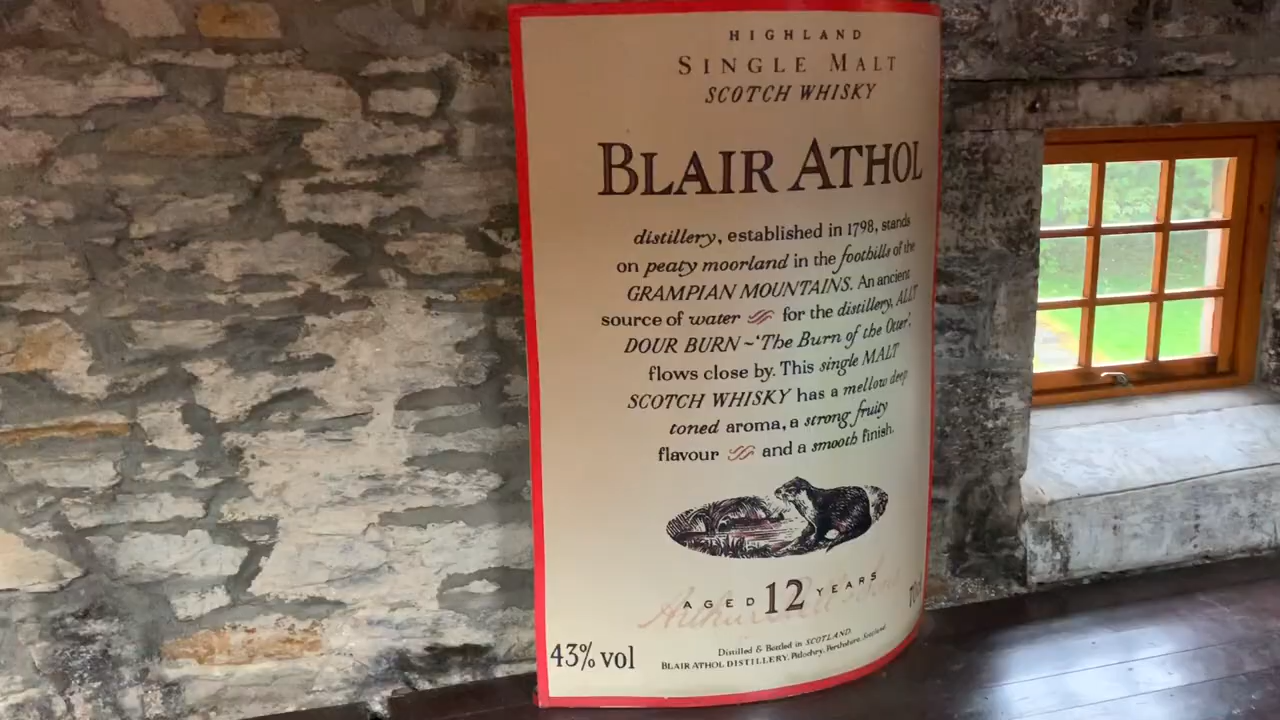 HIGHLAND
SINGLE MALT
SCOTCH WHISKY
BLAIR ATHOL
distillery, established in 1798, stands
on peaty moorland in the foothills of the
GRAMPIAN MOUNTAINS. An ancient
source of water for the distillery, ALLT
DOUR BURN ~ 'The Burn of the Otter',
flows close by. This single MALT
SCOTCH WHISKY has a mellow deep
toned aroma, a strong fruity
flavour and a smooth finish.
AGED 12 YEARS
70cl
43% vol
Distilled & Bottled in SCOTLAND.
BLAIR ATHOL DISTILLERY, Pitlochry, Perthshire, Scotland